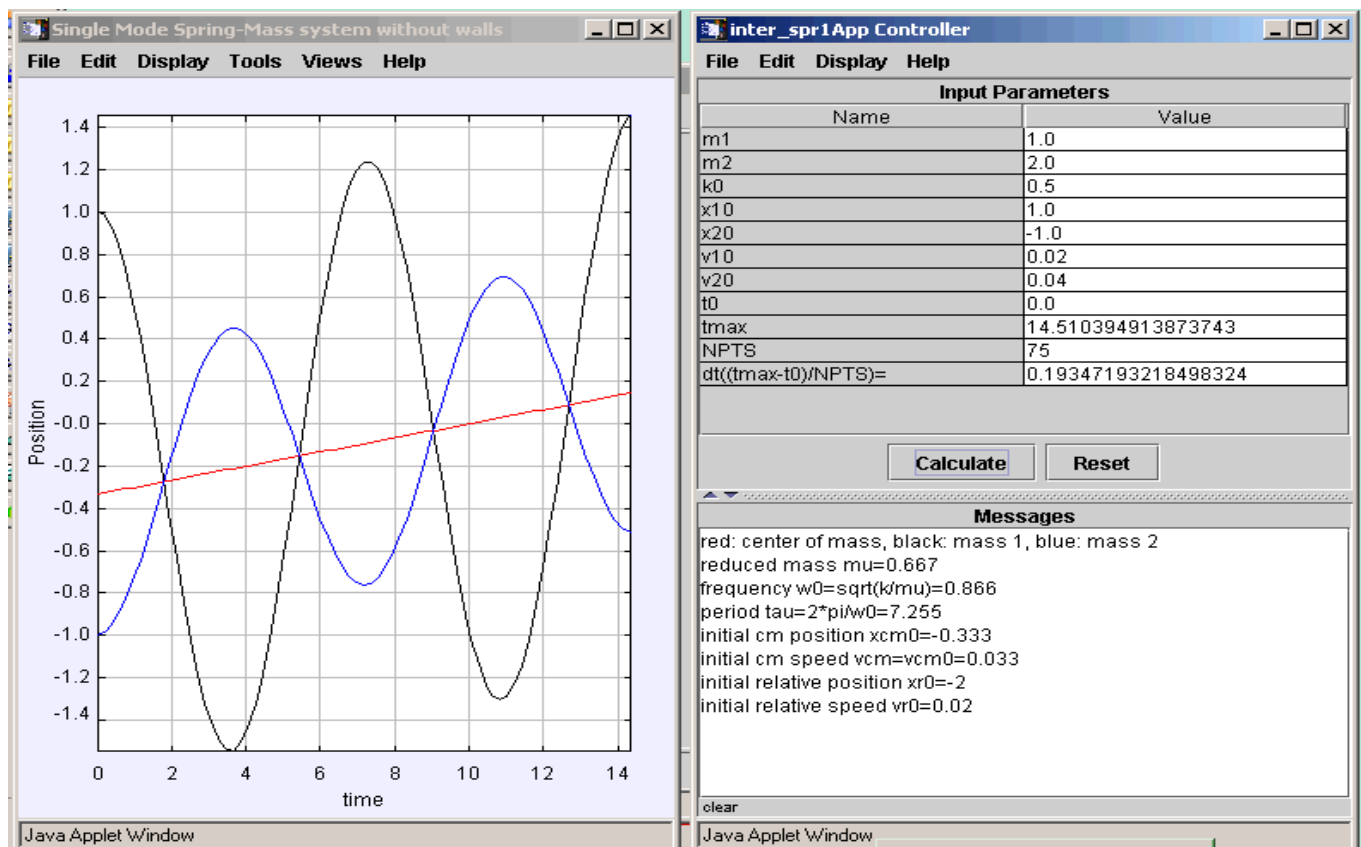 Single Mode Spring-Mass system without walls
File Edit Display Tools Views Help
1.4
1.2
1.0
0.8
0.6
0.4
0.2
-0.0
-0.2
-0.4
-0.6
-0.8
-1.0
-1.2
-1.4
Position
0 2 4 6 8 10 12 14
time
Java Applet Window
inter_spr1App Controller
File Edit Display Help
Input Parameters
Name Value
m1 1.0
m2 2.0
k0 0.5
x10 1.0
x20 -1.0
v10 0.02
v20 0.04
t0 0.0
tmax 14.510394913873743
NPTS 75
dt((tmax-t0)/NPTS)= 0.19347193218498324
Calculate Reset
Messages
red: center of mass, black: mass 1, blue: mass 2
reduced mass mu=0.667
frequency w0=sqrt(k/mu)=0.866
period tau=2*pi/w0=7.255
initial cm position xcm0=-0.333
initial cm speed vcm=vcm0=0.033
initial relative position xr0=-2
initial relative speed vr0=0.02
clear
Java Applet Window